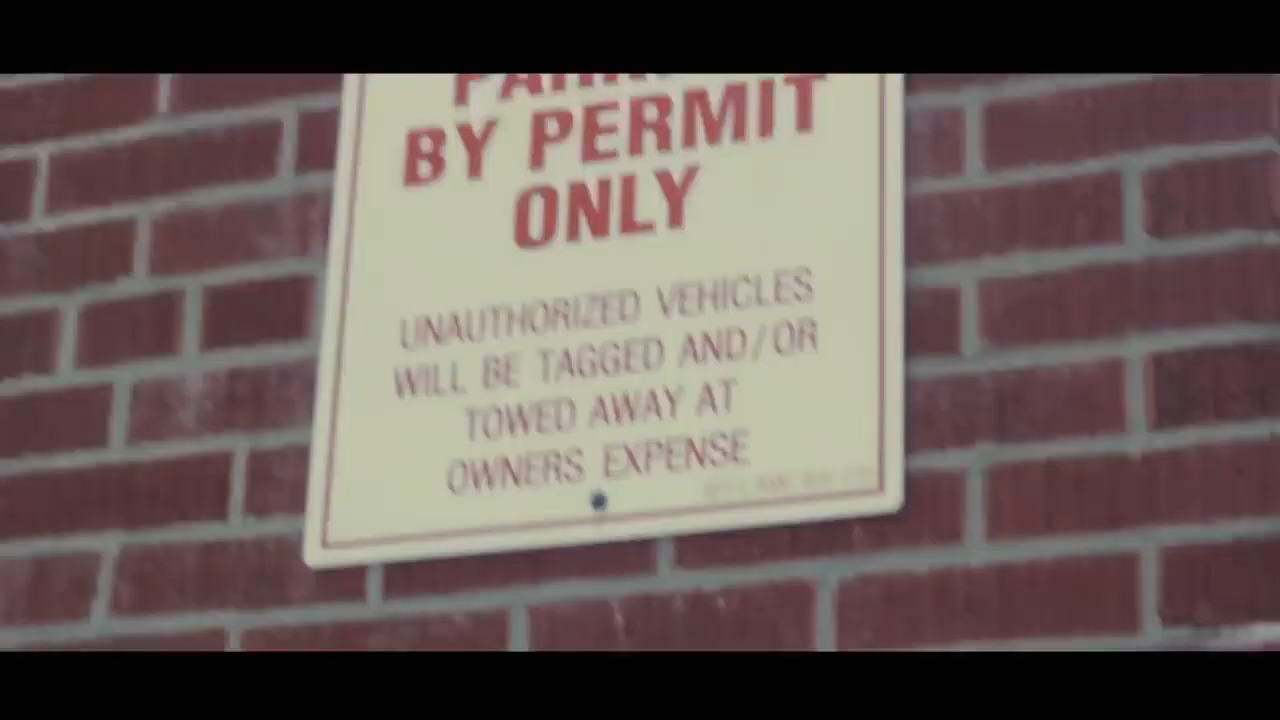 BY PERMIT
ONLY
UNAUTHORIZED VEHICLES
WILL BE TAGGED AND/OR
TOWED AWAY AT
OWNERS EXPENSE